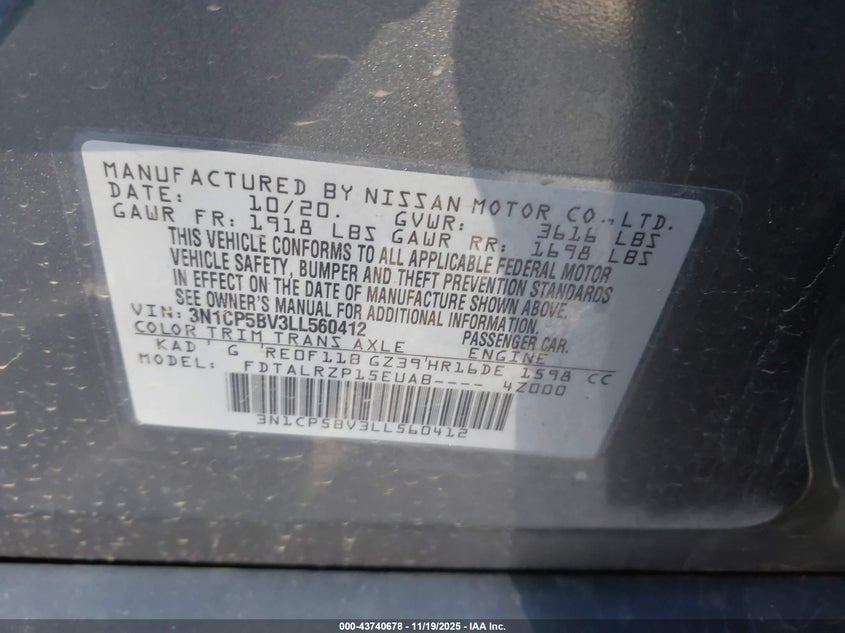 MANUFACTURED BY NISSAN MOTOR CO., LTD.
DATE: 10/20. GVWR: 3616 LBS
GAWR FR: 1918 LBS GAWR RR: 1698 LBS
THIS VEHICLE CONFORMS TO ALL APPLICABLE FEDERAL MOTOR
VEHICLE SAFETY, BUMPER AND THEFT PREVENTION STANDARDS
IN EFFECT ON THE DATE OF MANUFACTURE SHOWN ABOVE.
SEE OWNER'S MANUAL FOR ADDITIONAL INFORMATION.
VIN: 3N1CP5BV3LL560412 PASSENGER CAR.
COLOR TRIM TRANS AXLE ENGINE
KAD' G 'RE0F11B GZ39'HR16DE 1598 CC
MODEL: FDTALRZP15EUAB---- 4Z000
3N1CP5BV3LL560412
000-43740678 | 11/19/2025 - IAA Inc.